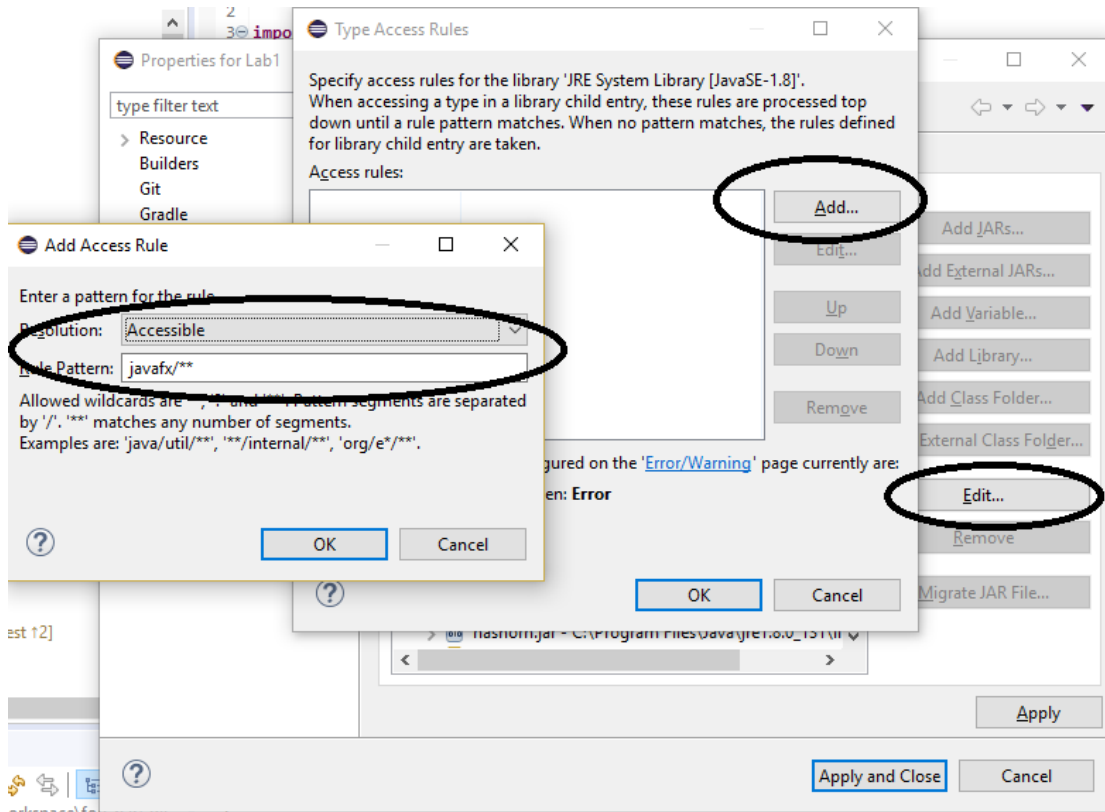 2
3 impo
Type Access Rules
Properties for Lab1
Specify access rules for the library 'JRE System Library [JavaSE-1.8]'.
When accessing a type in a library child entry, these rules are processed top
down until a rule pattern matches. When no pattern matches, the rules defined
for library child entry are taken.
Access rules:
type filter text
Resource
Builders
Git
Gradle
Add...
Edit...
Up
Down
Remove
Add JARs...
Add External JARs...
Add Variable...
Add Library...
Add Class Folder...
External Class Folder...
Edit...
Remove
Migrate JAR File...
Add Access Rule
Enter a pattern for the rule
Resolution: Accessible
Rule Pattern: javafx/**
Allowed wildcards are and '**'. Pattern segments are separated
by '/'. '**' matches any number of segments.
Examples are: 'java/util/**', '**/internal/**', 'org/e*/**'.
OK
Cancel
gured on the 'Error/Warning' page currently are:
en: Error
OK
Cancel
est ↑2]
nashorn.jar - C:\Program Files\Java\jre1.8.0_131\li
Apply
Apply and Close
Cancel